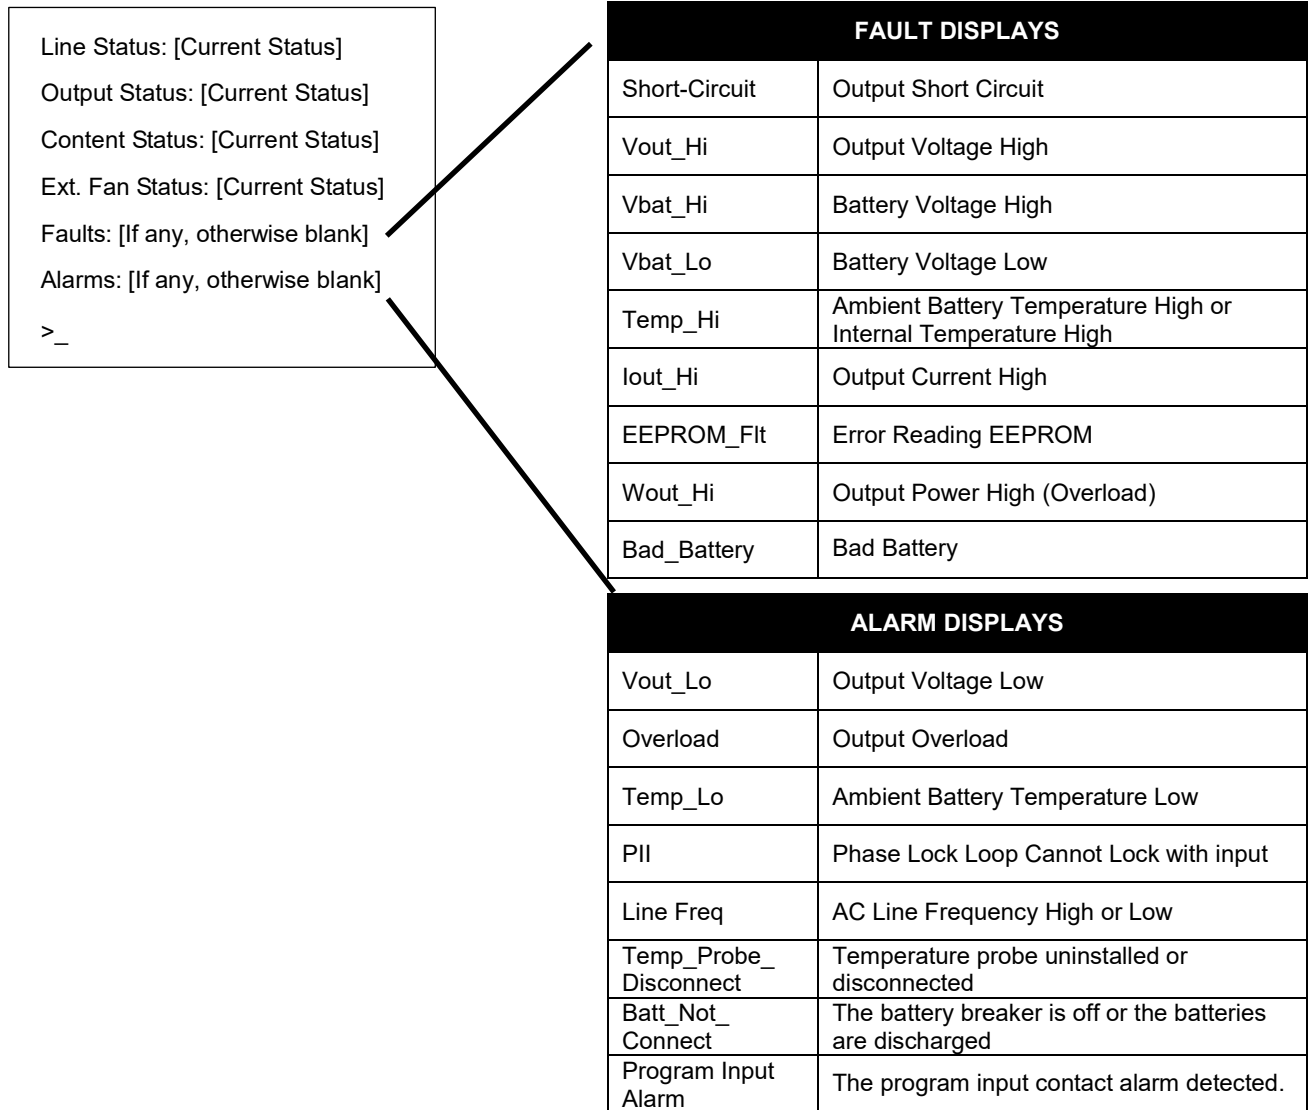 Line Status: [Current Status]
Output Status: [Current Status]
Content Status: [Current Status]
Ext. Fan Status: [Current Status]
Faults: [If any, otherwise blank]
Alarms: [If any, otherwise blank]
>_
FAULT DISPLAYS
Short-Circuit Output Short Circuit
Vout_Hi Output Voltage High
Vbat_Hi Battery Voltage High
Vbat_Lo Battery Voltage Low
Temp_Hi Ambient Battery Temperature High or
Internal Temperature High
Iout_Hi Output Current High
EEPROM_Flt Error Reading EEPROM
Wout_Hi Output Power High (Overload)
Bad_Battery Bad Battery
ALARM DISPLAYS
Vout_Lo Output Voltage Low
Overload Output Overload
Temp_Lo Ambient Battery Temperature Low
PII Phase Lock Loop Cannot Lock with input
Line Freq AC Line Frequency High or Low
Temp_Probe_
Disconnect
Temperature probe uninstalled or
disconnected
Batt_Not_
Connect
The battery breaker is off or the batteries
are discharged
Program Input
Alarm
The program input contact alarm detected.